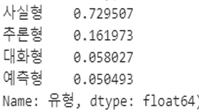 사실형 0.729507
추론형 0.161973
대화형 0.058027
예측형 0.050493
Name: 유형, dtype: float64)